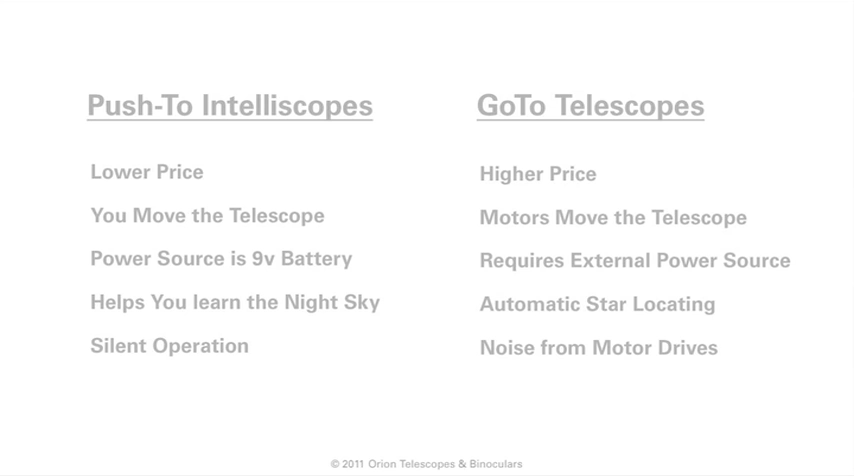 Push-To Intelliscopes
Lower Price
You Move the Telescope
Power Source is 9v Battery
Helps You learn the Night Sky
Silent Operation
GoTo Telescopes
Higher Price
Motors Move the Telescope
Requires External Power Source
Automatic Star Locating
Noise from Motor Drives
© 2011 Orion Telescopes & Binoculars